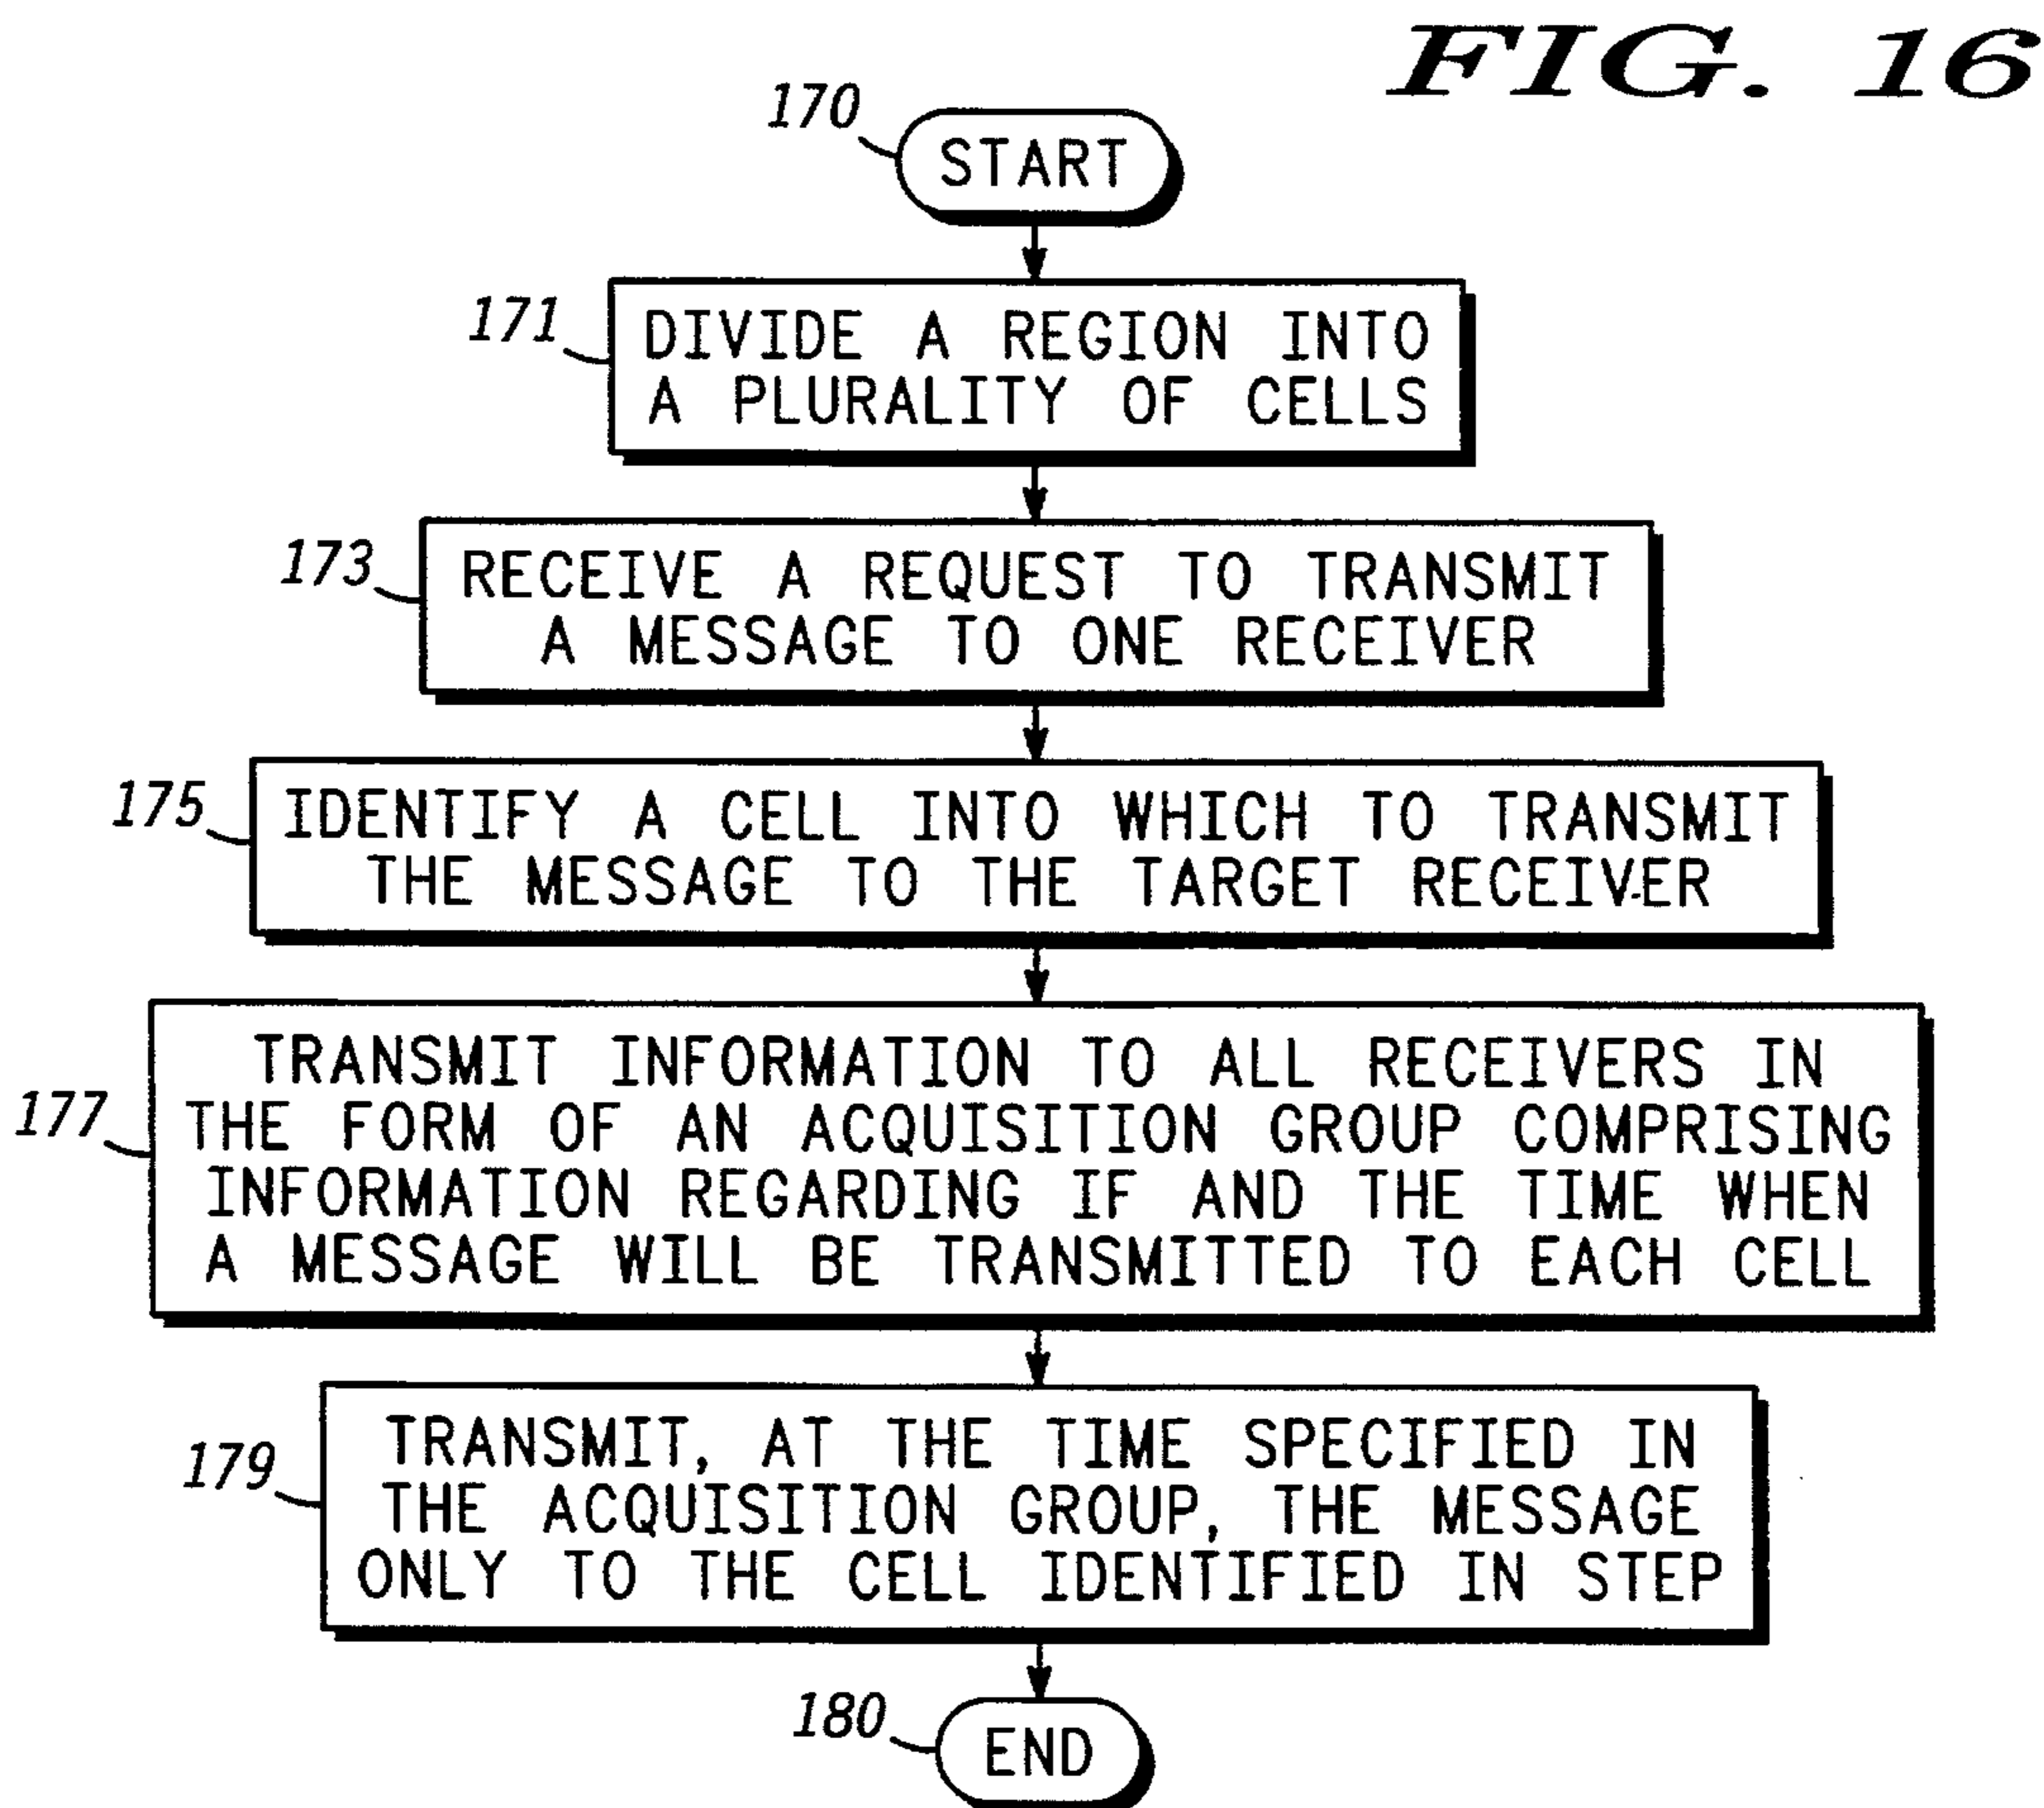 FIG. 16
170
START
171
DIVIDE A REGION INTO
A PLURALITY OF CELLS
173
RECEIVE A REQUEST TO TRANSMIT
A MESSAGE TO ONE RECEIVER
175
IDENTIFY A CELL INTO WHICH TO TRANSMIT
THE MESSAGE TO THE TARGET RECEIVER
177
TRANSMIT INFORMATION TO ALL RECEIVERS IN
THE FORM OF AN ACQUISITION GROUP COMPRISING
INFORMATION REGARDING IF AND THE TIME WHEN
A MESSAGE WILL BE TRANSMITTED TO EACH CELL
179
TRANSMIT, AT THE TIME SPECIFIED IN
THE ACQUISITION GROUP, THE MESSAGE
ONLY TO THE CELL IDENTIFIED IN STEP
180
END